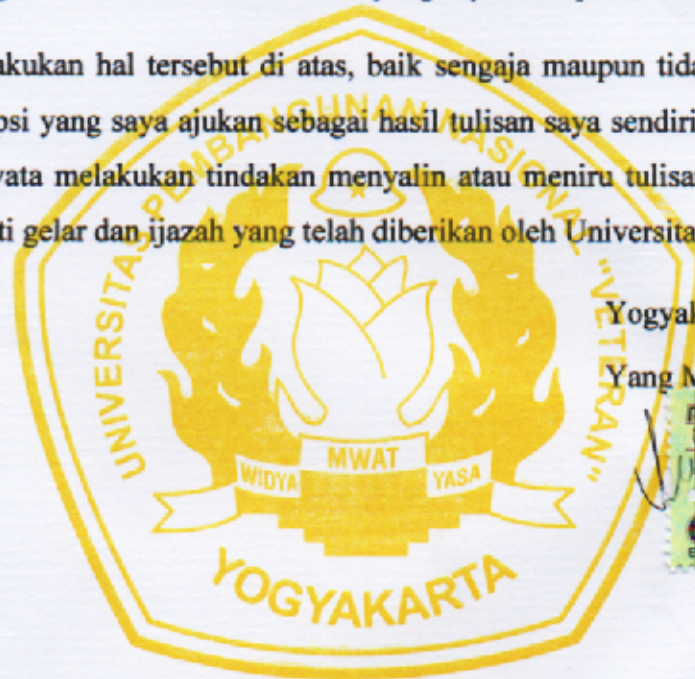 akukan hal tersebut di atas, baik sengaja maupun tida
psi yang saya ajukan sebagai hasil tulisan saya sendiri
yata melakukan tindakan menyalin atau meniru tulisan
ti gelar dan ijazah yang telah diberikan oleh Universita
UNIVERSITAS PEMBANGUNAN NASIONAL "VETERAN"
Yogyak
Yang M
WIDYA MWAT YASA
YOGYAKARTA